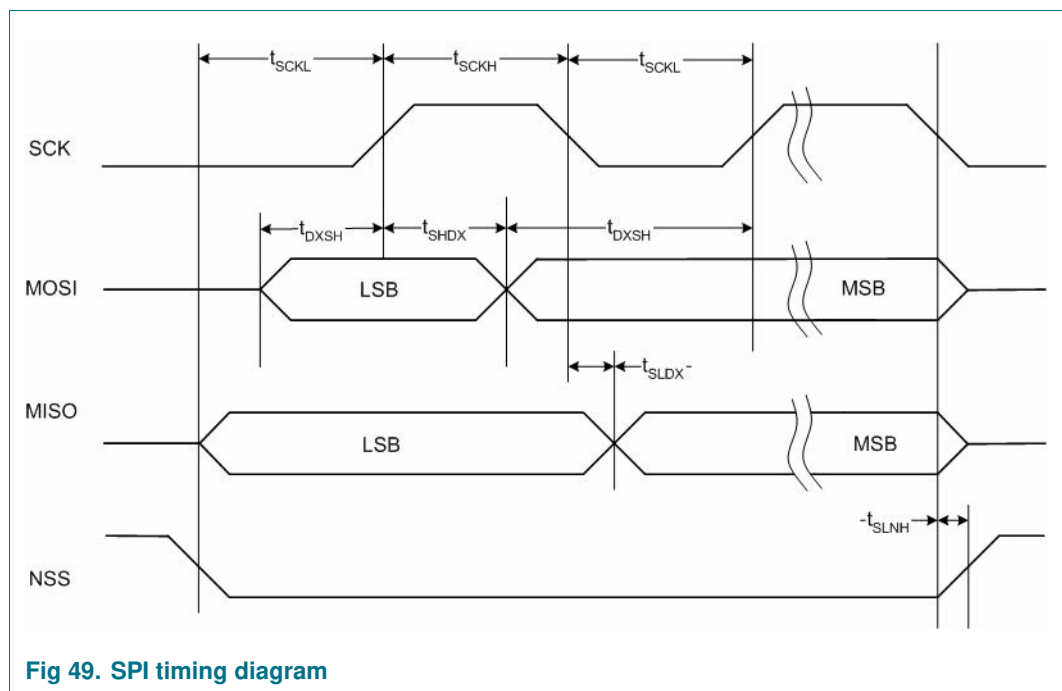 tSCKL tSCKH tSCKL
SCK
tDXSH tSHDX tDXSH
MOSI LSB MSB
tSLDX-
MISO
LSB MSB
-tSLNH
NSS
Fig 49. SPI timing diagram